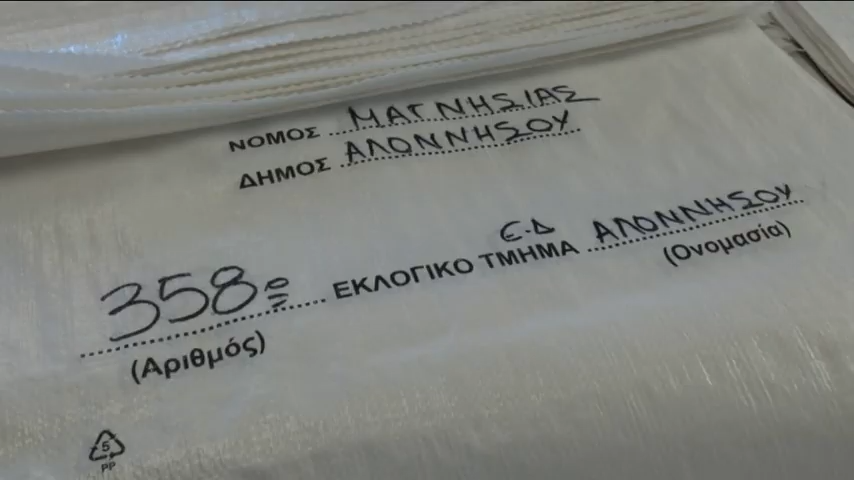 ΝΟΜΟΣ ΜΑΓΝΗΣΙΑΣ
ΔΗΜΟΣ ΑΛΟΝΝΗΣΟΥ
Ε.Δ
358ο ΕΚΛΟΓΙΚΟ ΤΜΗΜΑ ΑΛΟΝΝΗΣΟΥ
(Αριθμός) (Ονομασία)
5
PP